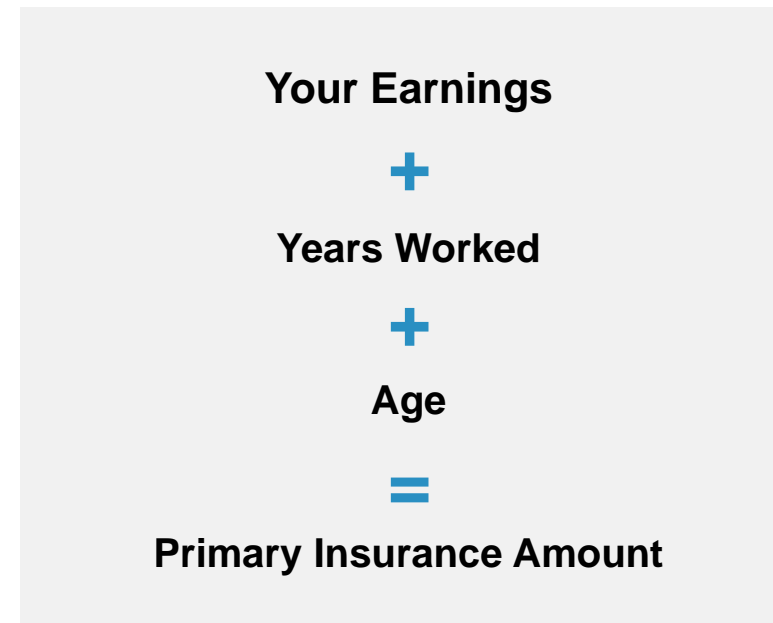 Your Earnings
+
Years Worked
+
Age
=
Primary Insurance Amount